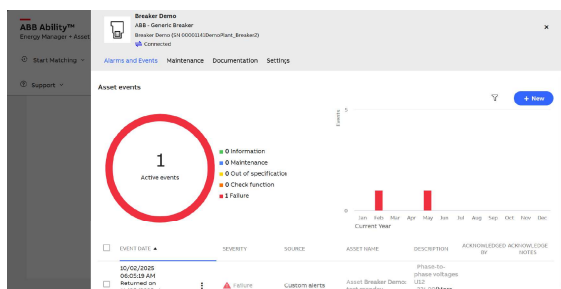 ABB Ability™
Energy Manager + Asset
Start Matching
Support
Breaker Demo
ABB - Generic Breaker
Breaker Demo (SN:00001141DemoPlant_Breaker2)
Connected
×
Alarms and Events Maintenance Documentation Settings
Asset events
+ New
1
Active events
0 Information
0 Maintenance
0 Out of specification
0 Check function
1 Failure
Events
5
0
Jan Feb Mar Apr May Jun Jul Aug Sep Oct Nov Dec
Current Year
EVENT DATE ▲ SEVERITY SOURCE ASSET NAME DESCRIPTION ACKNOWLEDGED BY ACKNOWLEDGE NOTES
10/02/2025
06:05:19 AM
Returned on
Failure
Custom alerts
Asset Breaker Demo:
Phase-to-
phase voltages
U12